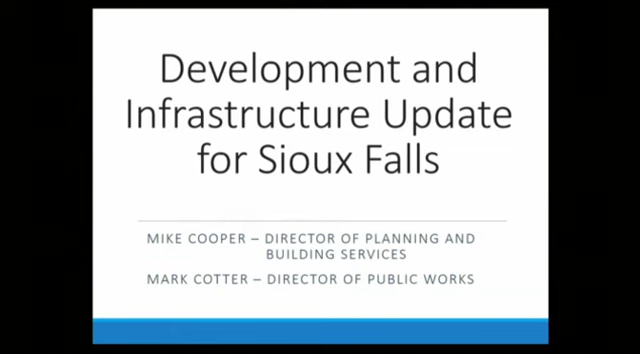 Development and
Infrastructure Update
for Sioux Falls
MIKE COOPER – DIRECTOR OF PLANNING AND
BUILDING SERVICES
MARK COTTER – DIRECTOR OF PUBLIC WORKS